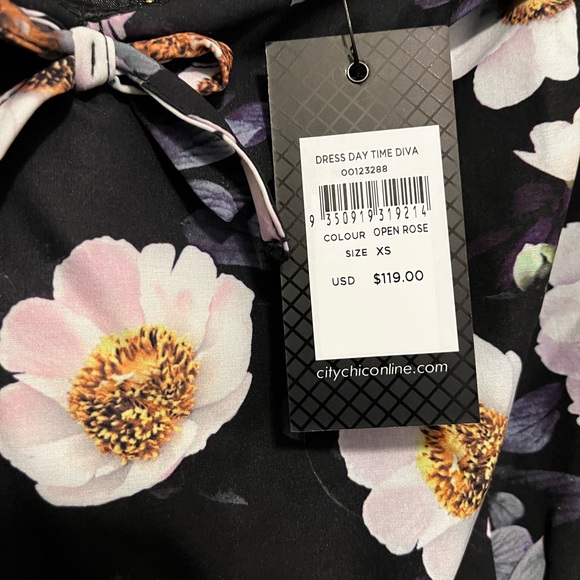 DRESS DAY TIME DIVA
00123288
9 350919 319214
COLOUR OPEN ROSE
SIZE XS
USD $119.00
citychiconline.com